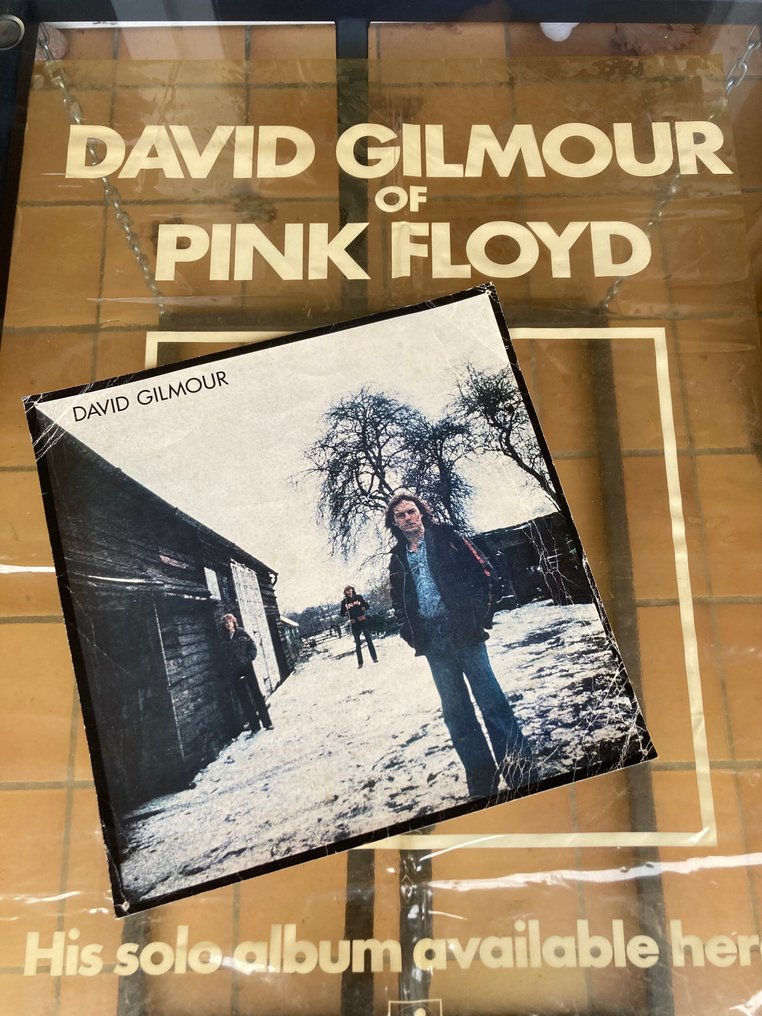 DAVID GILMOUR
OF
PINK FLOYD
DAVID GILMOUR
His solo album available her